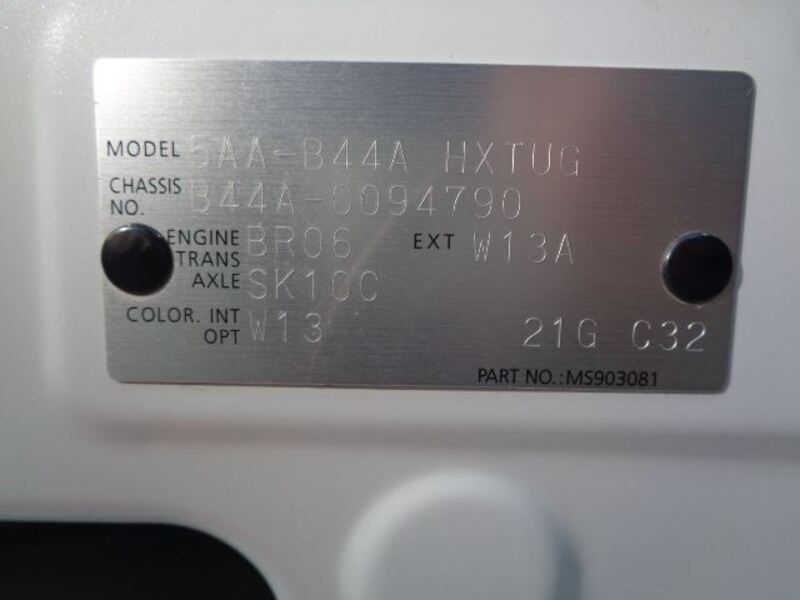 MODEL 5AA-B44A HXTUG
CHASSIS NO. B44A-0094790
ENGINE BR06 EXT W13A
TRANS AXLE SK10C
COLOR. INT OPT W13 21G C32
PART NO.:MS903081